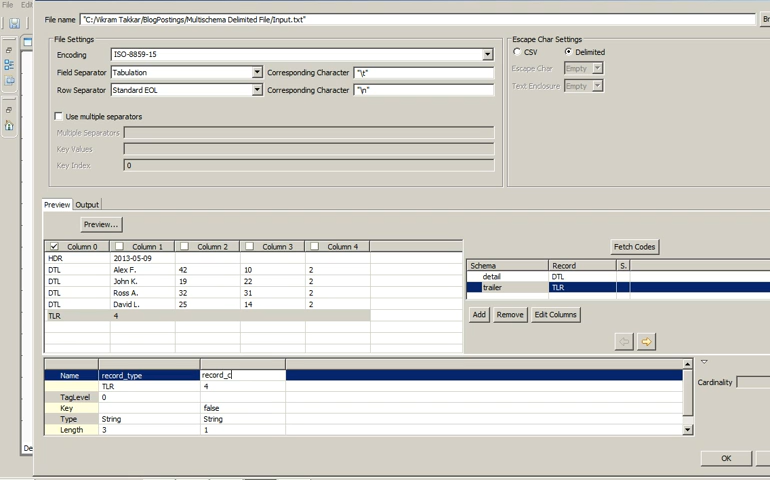 File Edit
File name "C:/Vikram Takkar/BlogPostings/Multischema Delimited File/Input.txt"
File Settings
Encoding ISO-8859-15
Field Separator Tabulation Corresponding Character "\t"
Row Separator Standard EOL Corresponding Character "\n"
Use multiple separators
Multiple Separators
Key Values
Key Index 0
Escape Char Settings
CSV Delimited
Escape Char Empty
Text Enclosure Empty
Preview Output
Preview...
Column 0 Column 1 Column 2 Column 3 Column 4
HDR 2013-05-09
DTL Alex F. 42 10 2
DTL John K. 19 22 2
DTL Ross A. 32 31 2
DTL David L. 25 14 2
TLR 4
Fetch Codes
Schema Record S.
detail DTL
trailer TLR
Add Remove Edit Columns
Name record_type record_c
TLR 4
TagLevel 0
Key false
Type String String
Length 3 1
Cardinality
De
OK